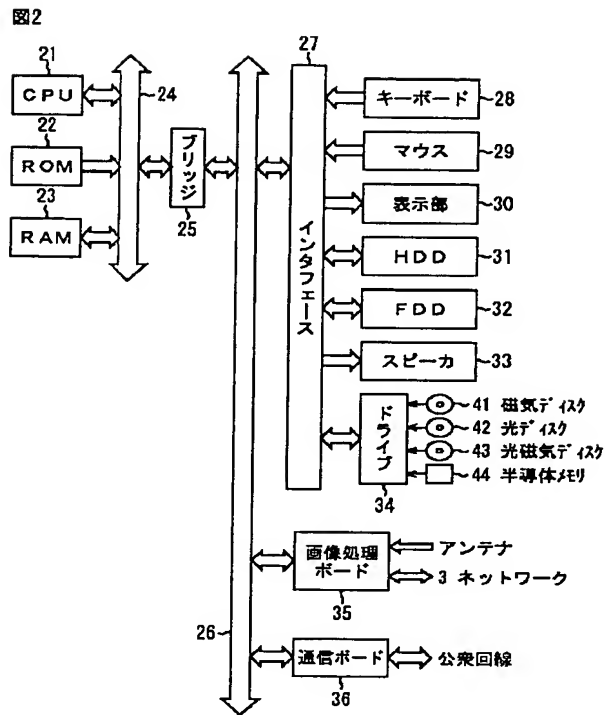 図2
21
CPU
22
ROM
23
RAM
24
ブリッジ
25
26
27
インタフェース
キーボード 28
マウス 29
表示部 30
HDD 31
FDD 32
スピーカ 33
ドライブ
34
41 磁気ディスク
42 光ディスク
43 光磁気ディスク
44 半導体メモリ
画像処理
ボード
35
アンテナ
3 ネットワーク
通信ボード
36
公衆回線